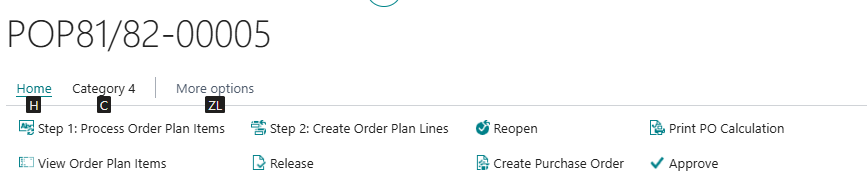 POP81/82-00005
Home Category 4 More options
H C ZL
Step 1: Process Order Plan Items Step 2: Create Order Plan Lines Reopen Print PO Calculation
View Order Plan Items Release Create Purchase Order Approve